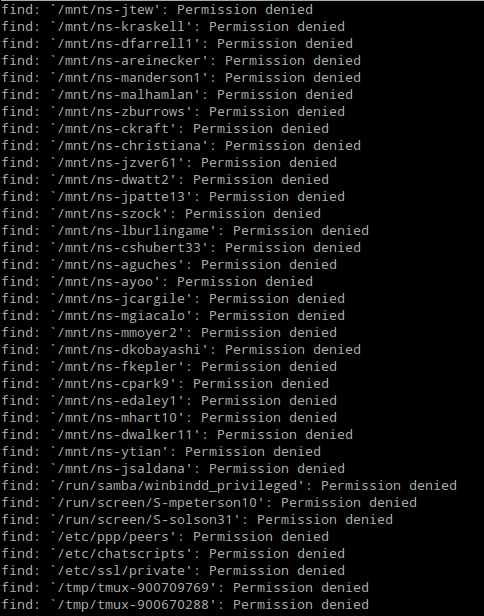 find: `/mnt/ns-jtew': Permission denied
find: `/mnt/ns-kraskell': Permission denied
find: `/mnt/ns-dfarrell1': Permission denied
find: `/mnt/ns-areinecker': Permission denied
find: `/mnt/ns-manderson1': Permission denied
find: `/mnt/ns-malhamlan': Permission denied
find: `/mnt/ns-zburrows': Permission denied
find: `/mnt/ns-ckraft': Permission denied
find: `/mnt/ns-christiana': Permission denied
find: `/mnt/ns-jzver61': Permission denied
find: `/mnt/ns-dwatt2': Permission denied
find: `/mnt/ns-jpatte13': Permission denied
find: `/mnt/ns-szock': Permission denied
find: `/mnt/ns-lburlingame': Permission denied
find: `/mnt/ns-cshubert33': Permission denied
find: `/mnt/ns-aguches': Permission denied
find: `/mnt/ns-ayoo': Permission denied
find: `/mnt/ns-jcargile': Permission denied
find: `/mnt/ns-mgiacalo': Permission denied
find: `/mnt/ns-mmoyer2': Permission denied
find: `/mnt/ns-dkobayashi': Permission denied
find: `/mnt/ns-fkepler': Permission denied
find: `/mnt/ns-cpark9': Permission denied
find: `/mnt/ns-edaley1': Permission denied
find: `/mnt/ns-mhart10': Permission denied
find: `/mnt/ns-dwalker11': Permission denied
find: `/mnt/ns-ytian': Permission denied
find: `/mnt/ns-jsaldana': Permission denied
find: `/run/samba/winbindd_privileged': Permission denied
find: `/run/screen/S-mpeterson10': Permission denied
find: `/run/screen/S-solson31': Permission denied
find: `/etc/ppp/peers': Permission denied
find: `/etc/chatscripts': Permission denied
find: `/etc/ssl/private': Permission denied
find: `/tmp/tmux-900709769': Permission denied
find: `/tmp/tmux-900670288': Permission denied